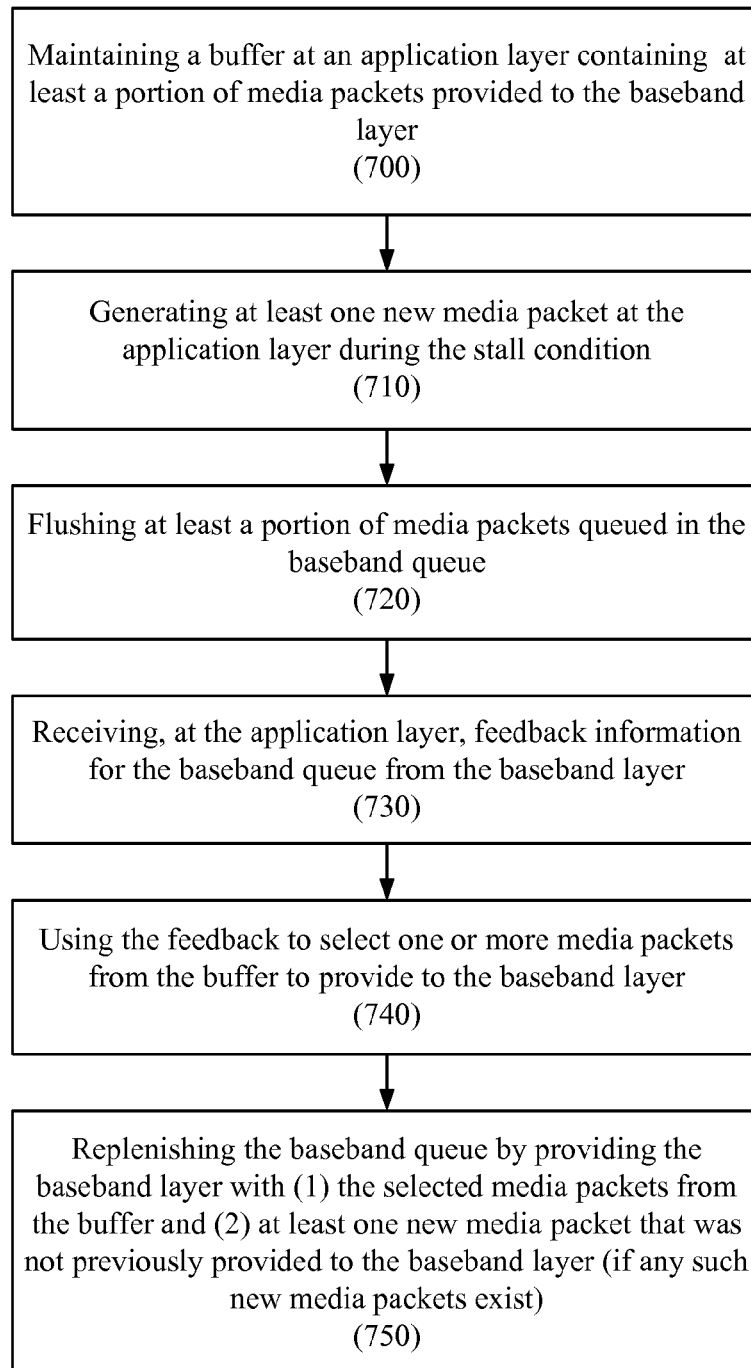 Maintaining a buffer at an application layer containing at
least a portion of media packets provided to the baseband
layer
(700)
Generating at least one new media packet at the
application layer during the stall condition
(710)
Flushing at least a portion of media packets queued in the
baseband queue
(720)
Receiving, at the application layer, feedback information
for the baseband queue from the baseband layer
(730)
Using the feedback to select one or more media packets
from the buffer to provide to the baseband layer
(740)
Replenishing the baseband queue by providing the
baseband layer with (1) the selected media packets from
the buffer and (2) at least one new media packet that was
not previously provided to the baseband layer (if any such
new media packets exist)
(750)